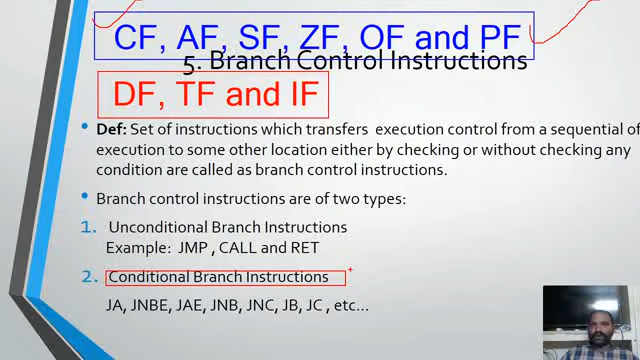 CF, AF, SF, ZF, OF and PF
5. Branch Control Instructions
DF, TF and IF
• Def: Set of instructions which transfers execution control from a sequential of
execution to some other location either by checking or without checking any
condition are called as branch control instructions.
• Branch control instructions are of two types:
1. Unconditional Branch Instructions
Example: JMP , CALL and RET
2. Conditional Branch Instructions
JA, JNBE, JAE, JNB, JNC, JB, JC , etc...